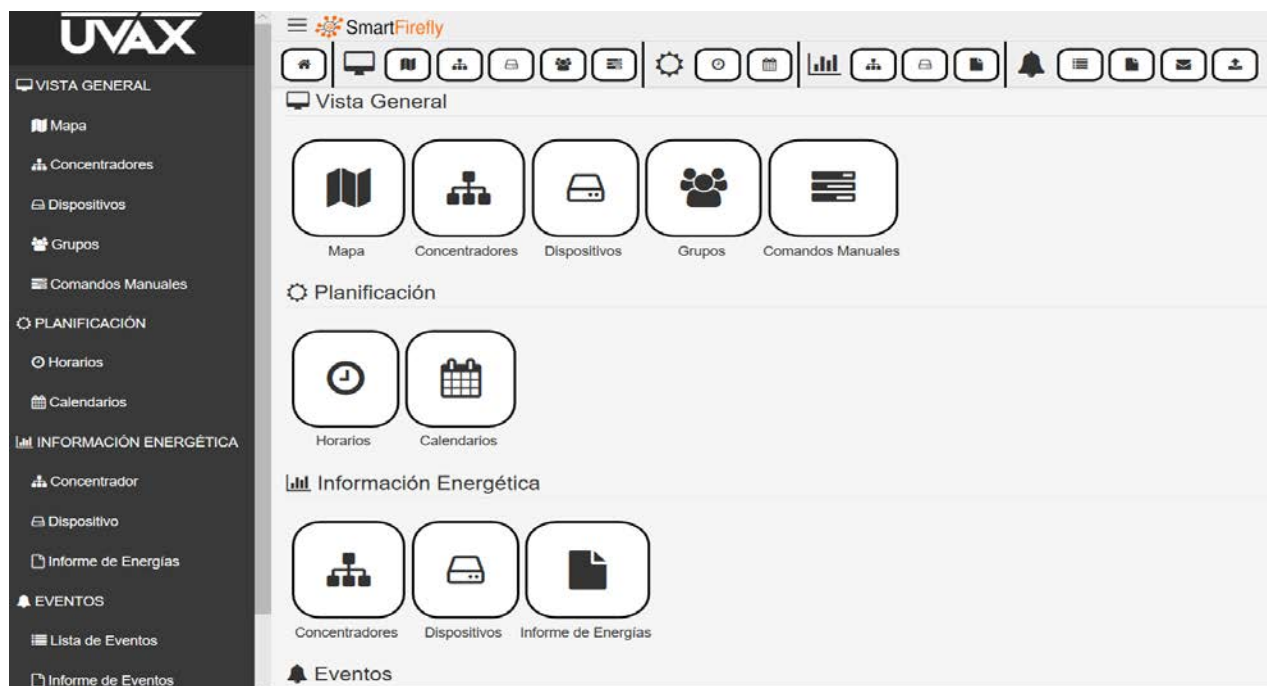 UVAX
VISTA GENERAL
Mapa
Concentradores
Dispositivos
Grupos
Comandos Manuales
PLANIFICACIÓN
Horarios
Calendarios
INFORMACIÓN ENERGÉTICA
Concentrador
Dispositivo
Informe de Energías
EVENTOS
Lista de Eventos
Informe de Eventos
SmartFirefly
Vista General
Mapa Concentradores Dispositivos Grupos Comandos Manuales
Planificación
Horarios Calendarios
Información Energética
Concentradores Dispositivos Informe de Energías
Eventos